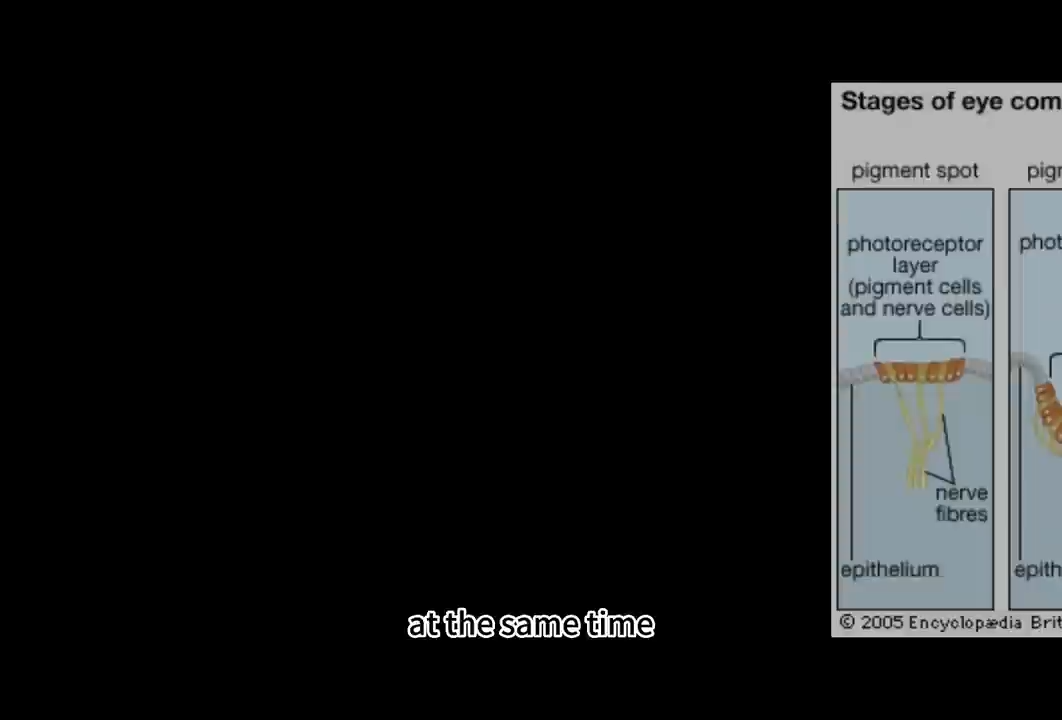 Stages of eye com
pigment spot
pigr
photoreceptor
layer
(pigment cells
and nerve cells)
phot
nerve
fibres
epithelium
epith
© 2005 Encyclopædia Brit
at the same time